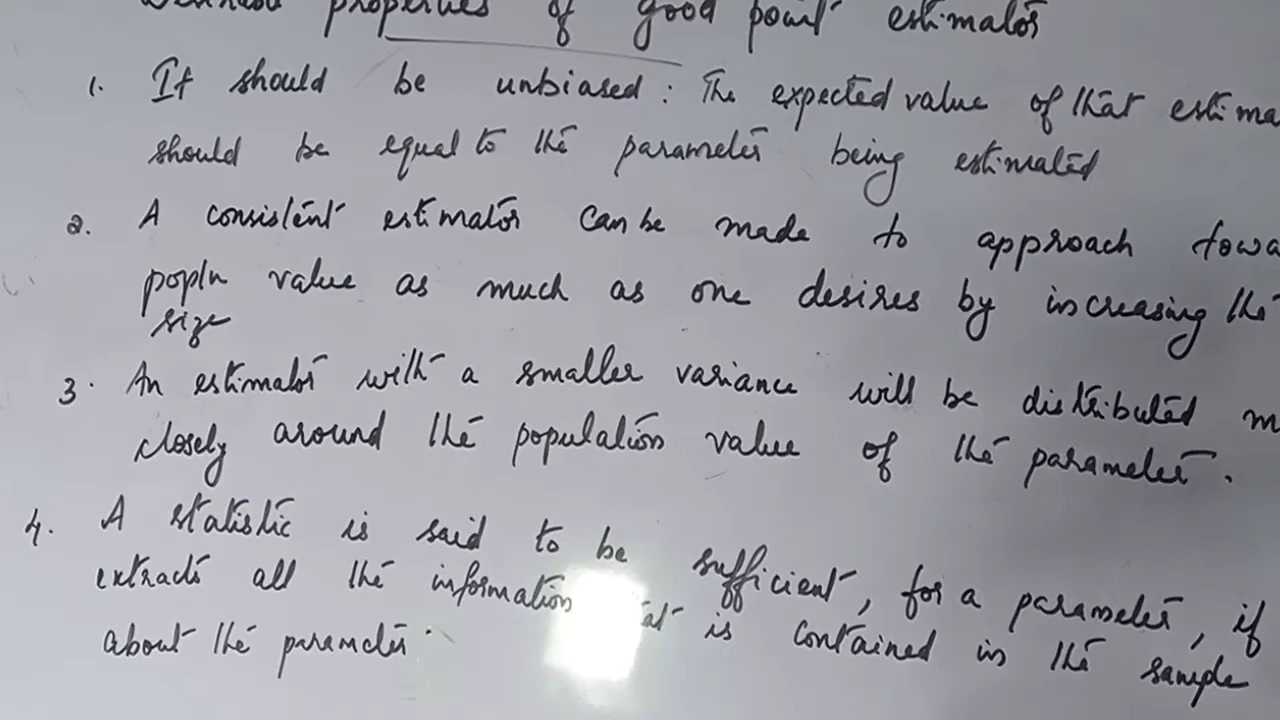 properties of good point estimator
1. It should be unbiased : The expected value of that estima
should be equal to the parameter being estimated
2. A consistent estimator can be made to approach towa
popln value as much as one desires by increasing the
size
3. An estimator with a smaller variance will be distributed m
closely around the population value of the parameter.
4. A statistic is said to be sufficient, for a parameter, if
extracts all the information at is contained in the sample
about the parameter.